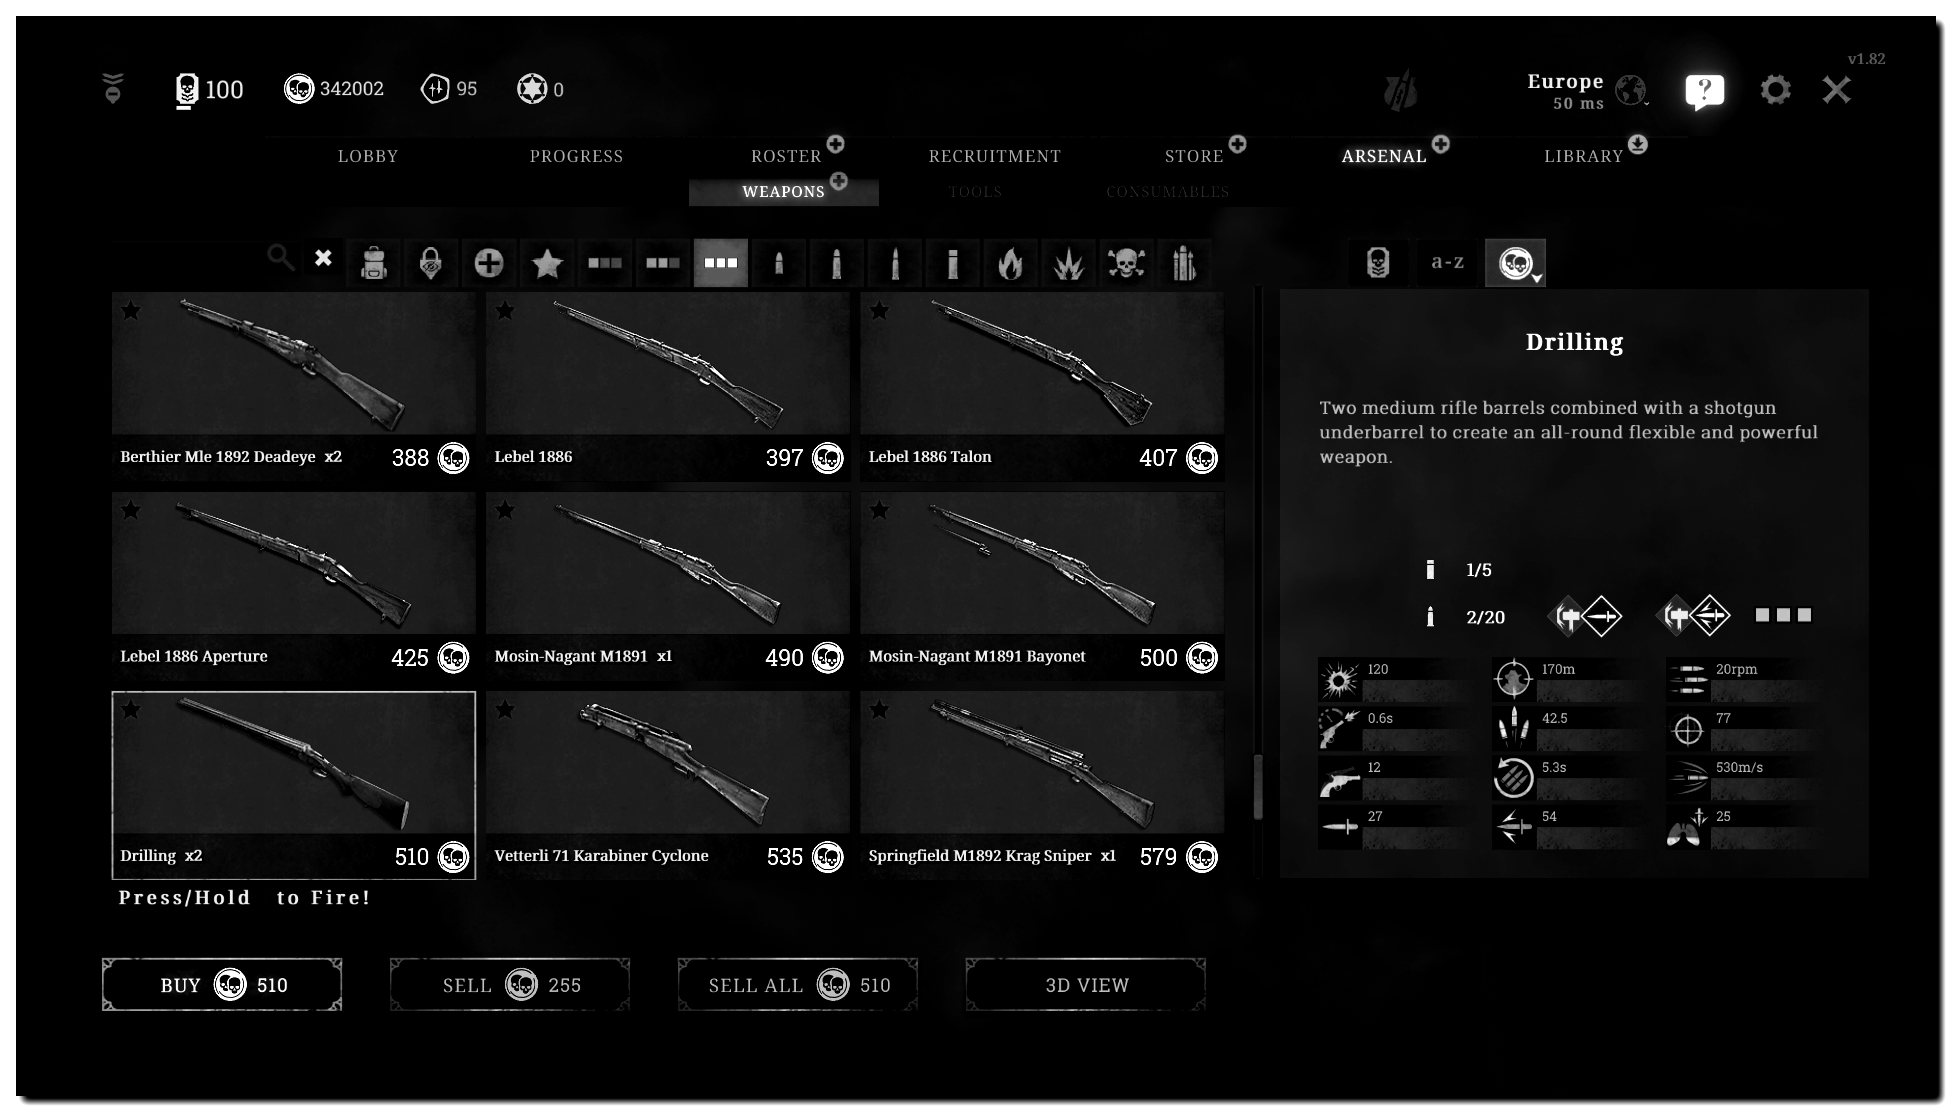 v1.82
100 342002 95 0 Europe
50 ms
LOBBY PROGRESS ROSTER RECRUITMENT STORE ARSENAL LIBRARY
WEAPONS TOOLS CONSUMABLES
a-z
Berthier Mle 1892 Deadeye x2 388
Lebel 1886 397
Lebel 1886 Talon 407
Lebel 1886 Aperture 425
Mosin-Nagant M1891 x1 490
Mosin-Nagant M1891 Bayonet 500
Drilling x2 510
Vetterli 71 Karabiner Cyclone 535
Springfield M1892 Krag Sniper x1 579
Press/Hold to Fire!
BUY 510 SELL 255 SELL ALL 510 3D VIEW
Drilling
Two medium rifle barrels combined with a shotgun
underbarrel to create an all-round flexible and powerful
weapon.
1/5
2/20
120 170m 20rpm
0.6s 42.5 77
12 5.3s 530m/s
27 54 25